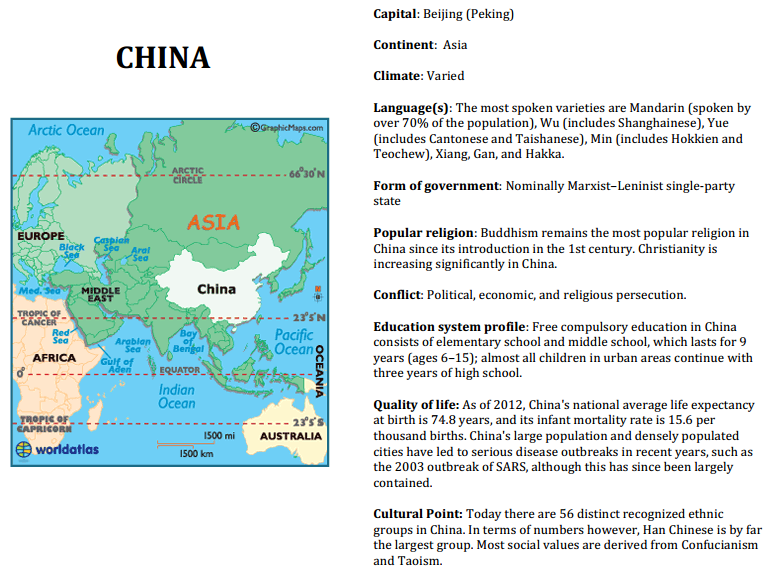 CHINA
Arctic Ocean
©GraphicMaps.com
ARCTIC
CIRCLE
66°30'N
ASIA
EUROPE
Black
Sea
Caspian
Sea
Aral
Sea
China
Med. Sea
MIDDLE
EAST
TROPIC OF
CANCER
23°5'N
Red
Sea
Arabian
Sea
Bay
of
Bengal
Pacific
Ocean
AFRICA
Gulf of
Aden
0°
EQUATOR
OCEANIA
Indian
Ocean
TROPIC OF
CAPRICORN
23°5'S
1500 mi
1500 km
AUSTRALIA
worldatlas
Capital: Beijing (Peking)
Continent: Asia
Climate: Varied
Language(s): The most spoken varieties are Mandarin (spoken by
over 70% of the population), Wu (includes Shanghainese), Yue
(includes Cantonese and Taishanese), Min (includes Hokkien and
Teochew), Xiang, Gan, and Hakka.
Form of government: Nominally Marxist–Leninist single-party
state
Popular religion: Buddhism remains the most popular religion in
China since its introduction in the 1st century. Christianity is
increasing significantly in China.
Conflict: Political, economic, and religious persecution.
Education system profile: Free compulsory education in China
consists of elementary school and middle school, which lasts for 9
years (ages 6–15); almost all children in urban areas continue with
three years of high school.
Quality of life: As of 2012, China's national average life expectancy
at birth is 74.8 years, and its infant mortality rate is 15.6 per
thousand births. China's large population and densely populated
cities have led to serious disease outbreaks in recent years, such as
the 2003 outbreak of SARS, although this has since been largely
contained.
Cultural Point: Today there are 56 distinct recognized ethnic
groups in China. In terms of numbers however, Han Chinese is by far
the largest group. Most social values are derived from Confucianism
and Taoism.